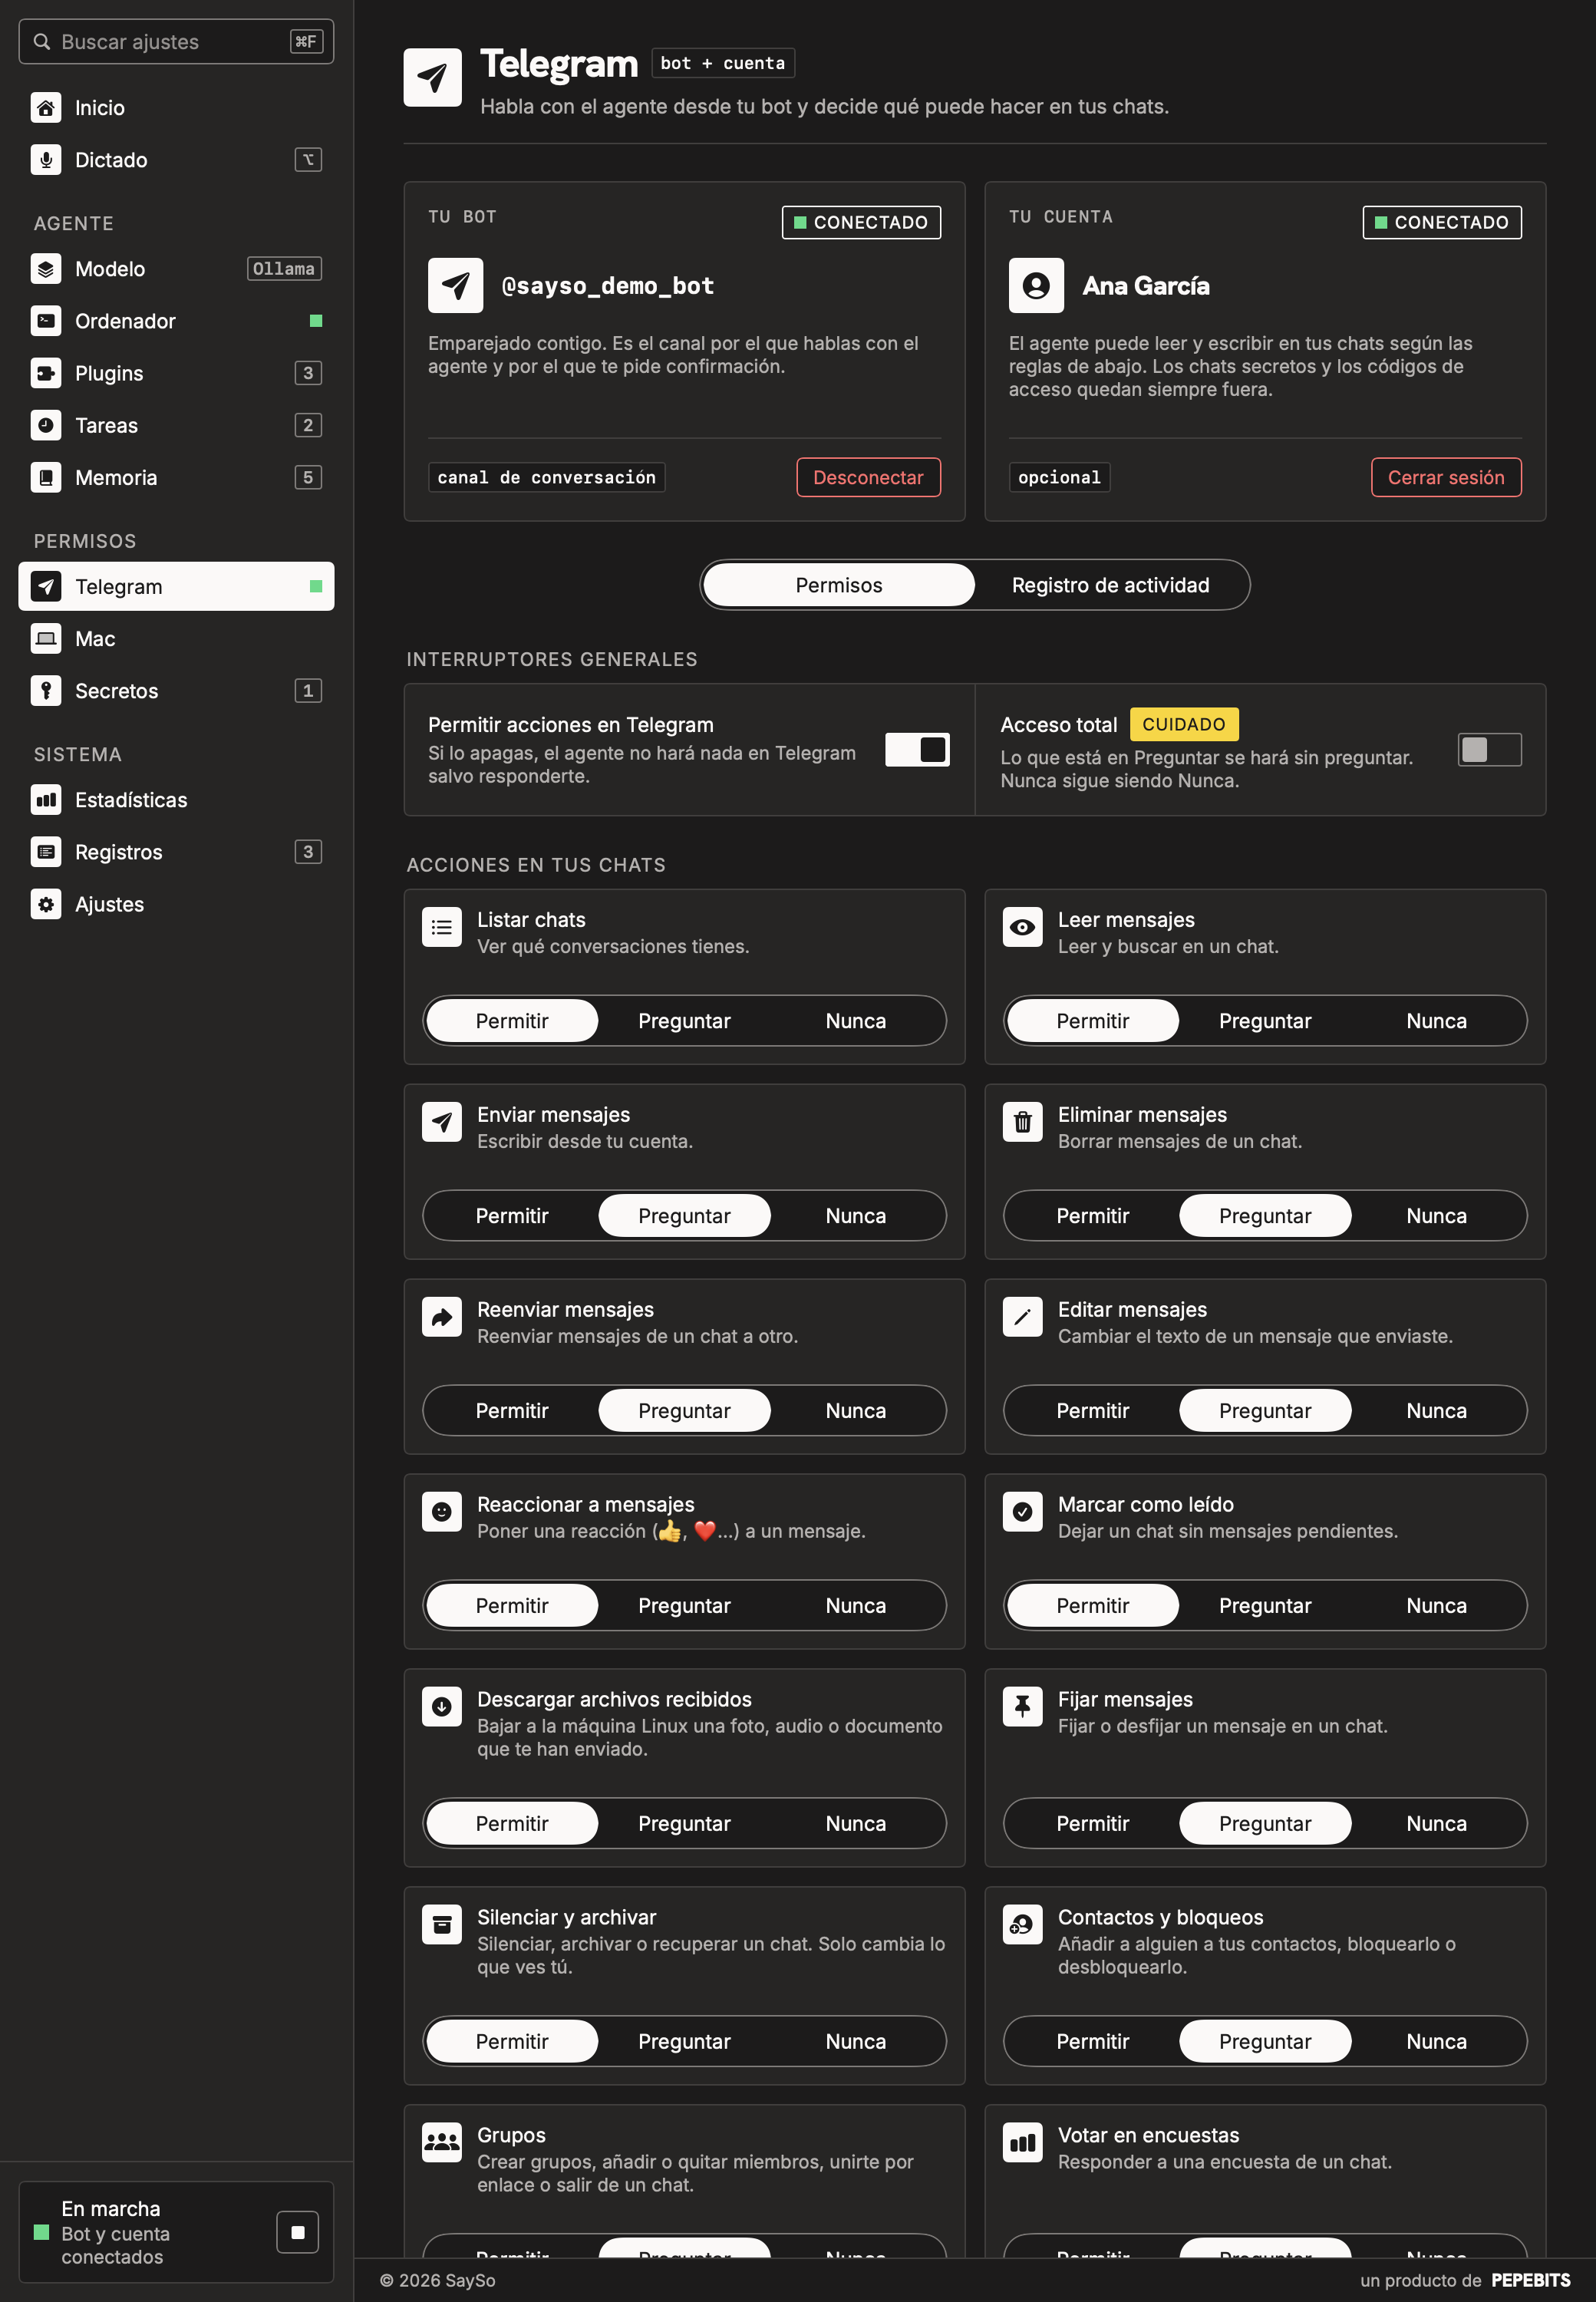 Buscar ajustes ⌘F
Inicio
Dictado ⌥
AGENTE
Modelo Ollama
Ordenador
Plugins 3
Tareas 2
Memoria 5
PERMISOS
Telegram
Mac
Secretos 1
SISTEMA
Estadísticas
Registros 3
Ajustes
En marcha
Bot y cuenta
conectados
Telegram bot + cuenta
Habla con el agente desde tu bot y decide qué puede hacer en tus chats.
TU BOT CONECTADO
@sayso_demo_bot
Emparejado contigo. Es el canal por el que hablas con el
agente y por el que te pide confirmación.
canal de conversación Desconectar
TU CUENTA CONECTADO
Ana García
El agente puede leer y escribir en tus chats según las
reglas de abajo. Los chats secretos y los códigos de
acceso quedan siempre fuera.
opcional Cerrar sesión
Permisos Registro de actividad
INTERRUPTORES GENERALES
Permitir acciones en Telegram
Si lo apagas, el agente no hará nada en Telegram
salvo responderte.
Acceso total CUIDADO
Lo que está en Preguntar se hará sin preguntar.
Nunca sigue siendo Nunca.
ACCIONES EN TUS CHATS
Listar chats
Ver qué conversaciones tienes.
Permitir Preguntar Nunca
Leer mensajes
Leer y buscar en un chat.
Permitir Preguntar Nunca
Enviar mensajes
Escribir desde tu cuenta.
Permitir Preguntar Nunca
Eliminar mensajes
Borrar mensajes de un chat.
Permitir Preguntar Nunca
Reenviar mensajes
Reenviar mensajes de un chat a otro.
Permitir Preguntar Nunca
Editar mensajes
Cambiar el texto de un mensaje que enviaste.
Permitir Preguntar Nunca
Reaccionar a mensajes
Poner una reacción (👍, ❤️...) a un mensaje.
Permitir Preguntar Nunca
Marcar como leído
Dejar un chat sin mensajes pendientes.
Permitir Preguntar Nunca
Descargar archivos recibidos
Bajar a la máquina Linux una foto, audio o documento
que te han enviado.
Permitir Preguntar Nunca
Fijar mensajes
Fijar o desfijar un mensaje en un chat.
Permitir Preguntar Nunca
Silenciar y archivar
Silenciar, archivar o recuperar un chat. Solo cambia lo
que ves tú.
Permitir Preguntar Nunca
Contactos y bloqueos
Añadir a alguien a tus contactos, bloquearlo o
desbloquearlo.
Permitir Preguntar Nunca
Grupos
Crear grupos, añadir o quitar miembros, unirte por
enlace o salir de un chat.
Permitir Preguntar Nunca
Votar en encuestas
Responder a una encuesta de un chat.
Permitir Preguntar Nunca
© 2026 SaySo
un producto de PEPEBITS